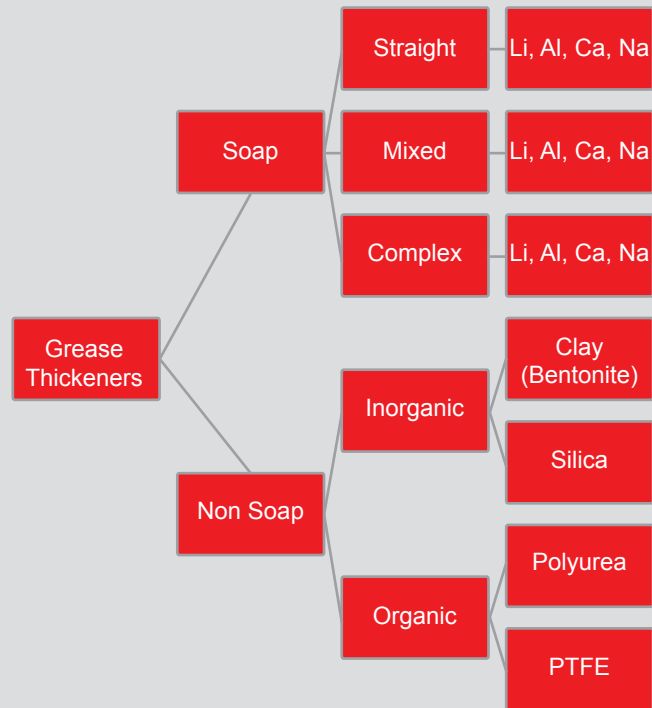 Grease
Thickeners
Soap
Straight
Li, Al, Ca, Na
Mixed
Li, Al, Ca, Na
Complex
Li, Al, Ca, Na
Non Soap
Inorganic
Clay
(Bentonite)
Silica
Organic
Polyurea
PTFE